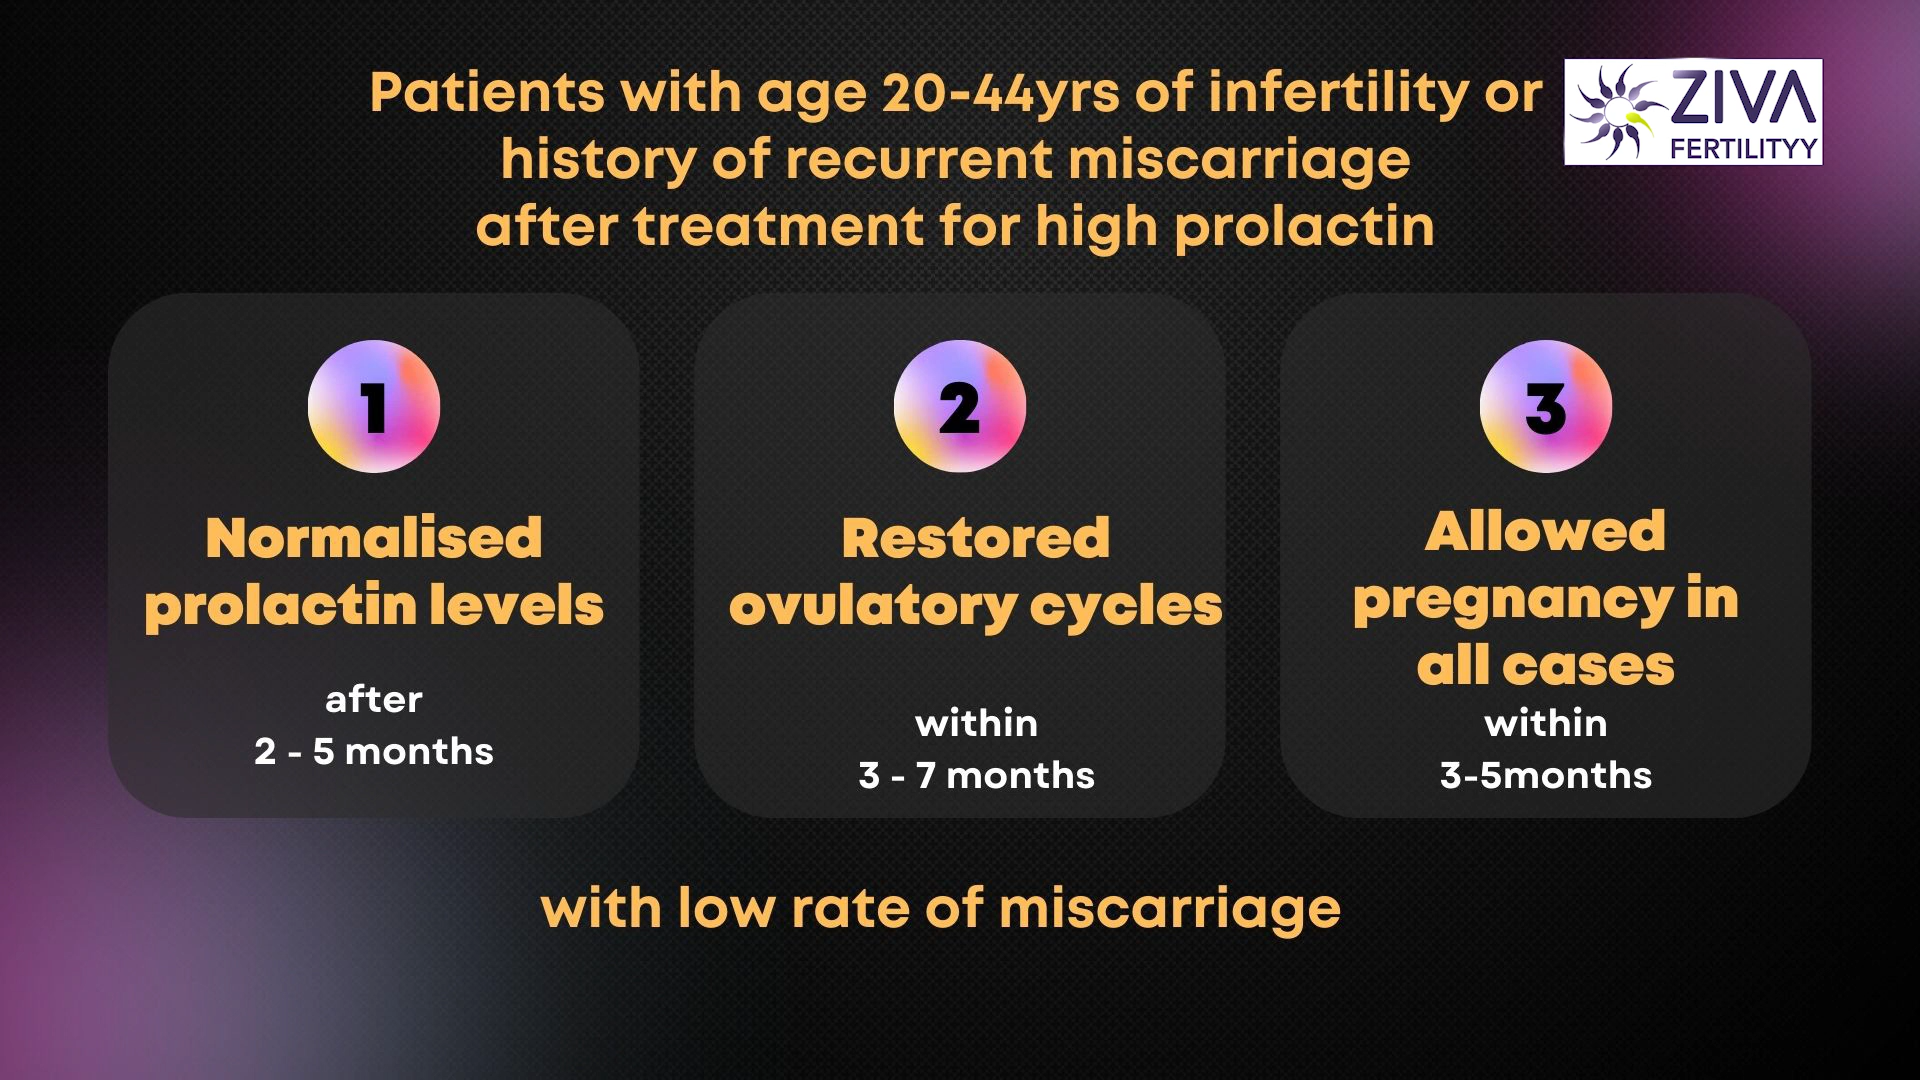 Patients with age 20-44yrs of infertility or
history of recurrent miscarriage
after treatment for high prolactin
ZIVA
FERTILITYY
1
Normalised
prolactin levels
after
2 - 5 months
2
Restored
ovulatory cycles
within
3 - 7 months
3
Allowed
pregnancy in
all cases
within
3-5months
with low rate of miscarriage